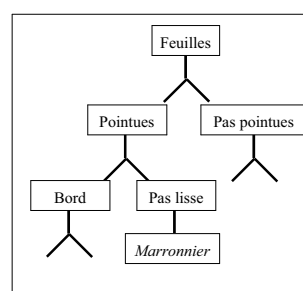 Feuilles
Pointues
Pas pointues
Bord
Pas lisse
Marronnier